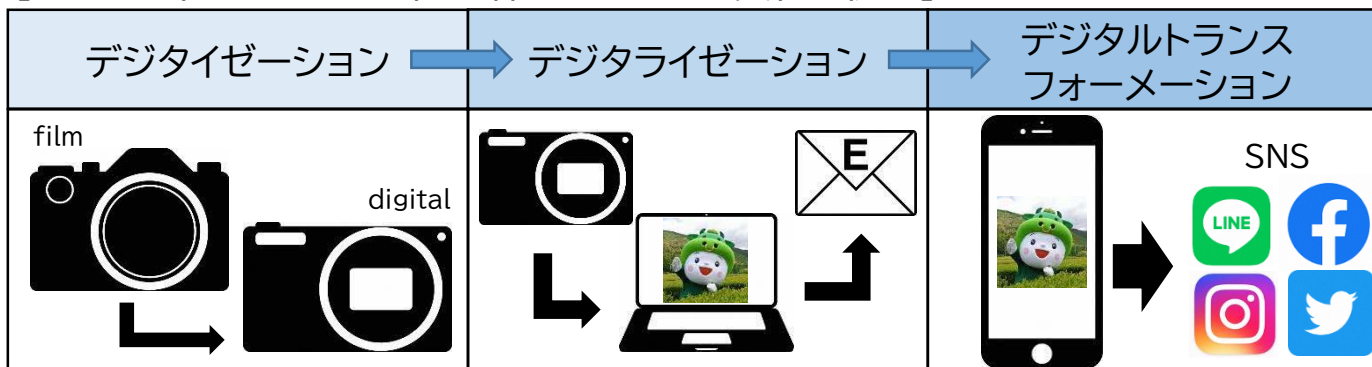 デジタイゼーション
デジタライゼーション
デジタルトランス
フォーメーション
film
digital
E
SNS
LINE